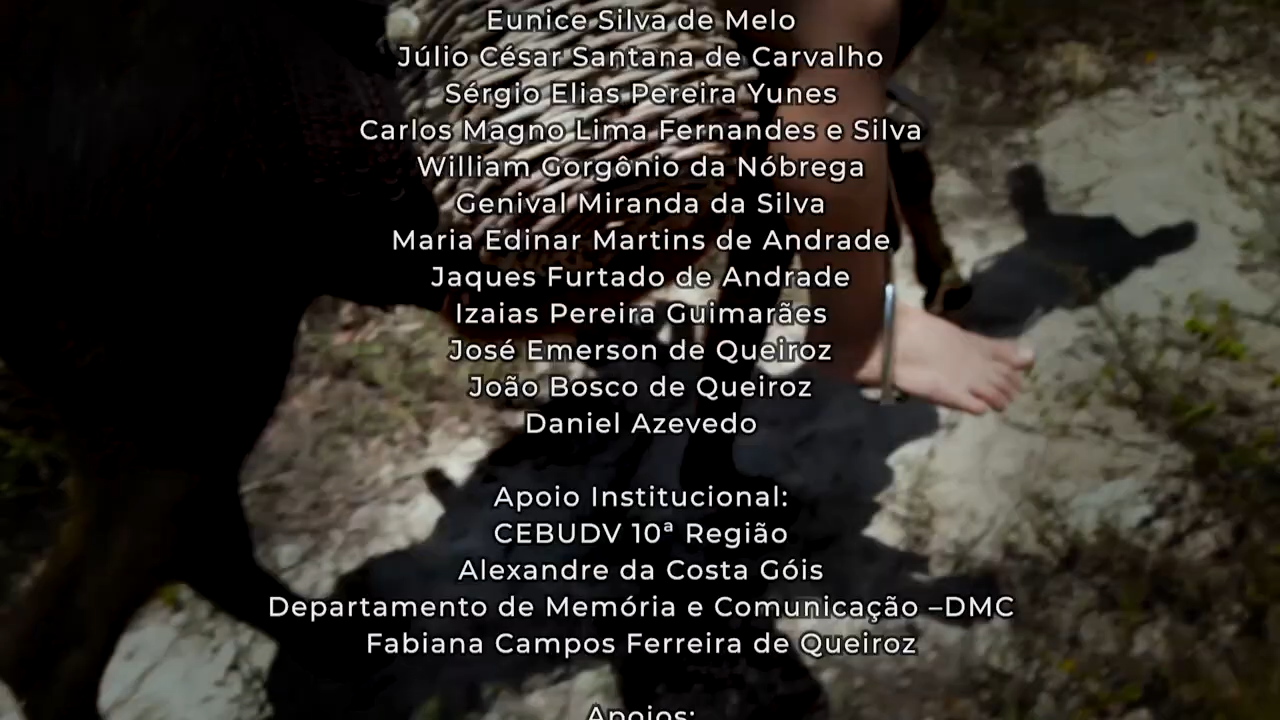 Eunice Silva de Melo
Júlio César Santana de Carvalho
Sérgio Elias Pereira Yunes
Carlos Magno Lima Fernandes e Silva
William Gorgônio da Nóbrega
Genival Miranda da Silva
Maria Edinar Martins de Andrade
Jaques Furtado de Andrade
Izaias Pereira Guimarães
José Emerson de Queiroz
João Bosco de Queiroz
Daniel Azevedo
Apoio Institucional:
CEBUDV 10ª Região
Alexandre da Costa Góis
Departamento de Memória e Comunicação –DMC
Fabiana Campos Ferreira de Queiroz
Apoios: